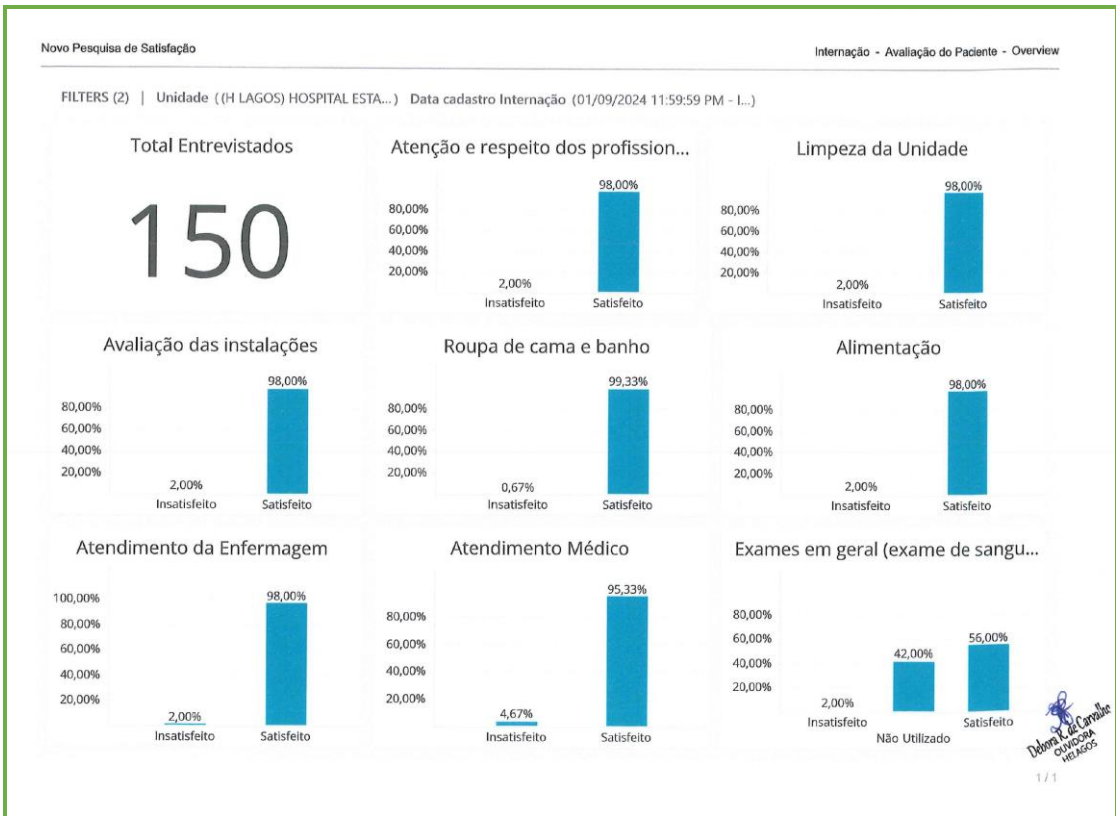 Novo Pesquisa de Satisfação
Internação - Avaliação do Paciente - Overview
FILTERS (2) | Unidade ((H LAGOS) HOSPITAL ESTA...) Data cadastro Internação (01/09/2024 11:59:59 PM - I...)
Total Entrevistados
150
Atenção e respeito dos profission...
98,00%
80,00%
60,00%
40,00%
20,00%
2,00%
Insatisfeito Satisfeito
Limpeza da Unidade
98,00%
80,00%
60,00%
40,00%
20,00%
2,00%
Insatisfeito Satisfeito
Avaliação das instalações
98,00%
80,00%
60,00%
40,00%
20,00%
2,00%
Insatisfeito Satisfeito
Roupa de cama e banho
99,33%
80,00%
60,00%
40,00%
20,00%
0,67%
Insatisfeito Satisfeito
Alimentação
98,00%
80,00%
60,00%
40,00%
20,00%
2,00%
Insatisfeito Satisfeito
Atendimento da Enfermagem
100,00%
98,00%
80,00%
60,00%
40,00%
20,00%
2,00%
Insatisfeito Satisfeito
Atendimento Médico
95,33%
80,00%
60,00%
40,00%
20,00%
4,67%
Insatisfeito Satisfeito
Exames em geral (exame de sangu...
80,00%
60,00%
56,00%
42,00%
40,00%
20,00%
2,00%
Insatisfeito Satisfeito
Não Utilizado
Debora R. de Carvalho
OUVIDORA
HELAGOS
1 / 1